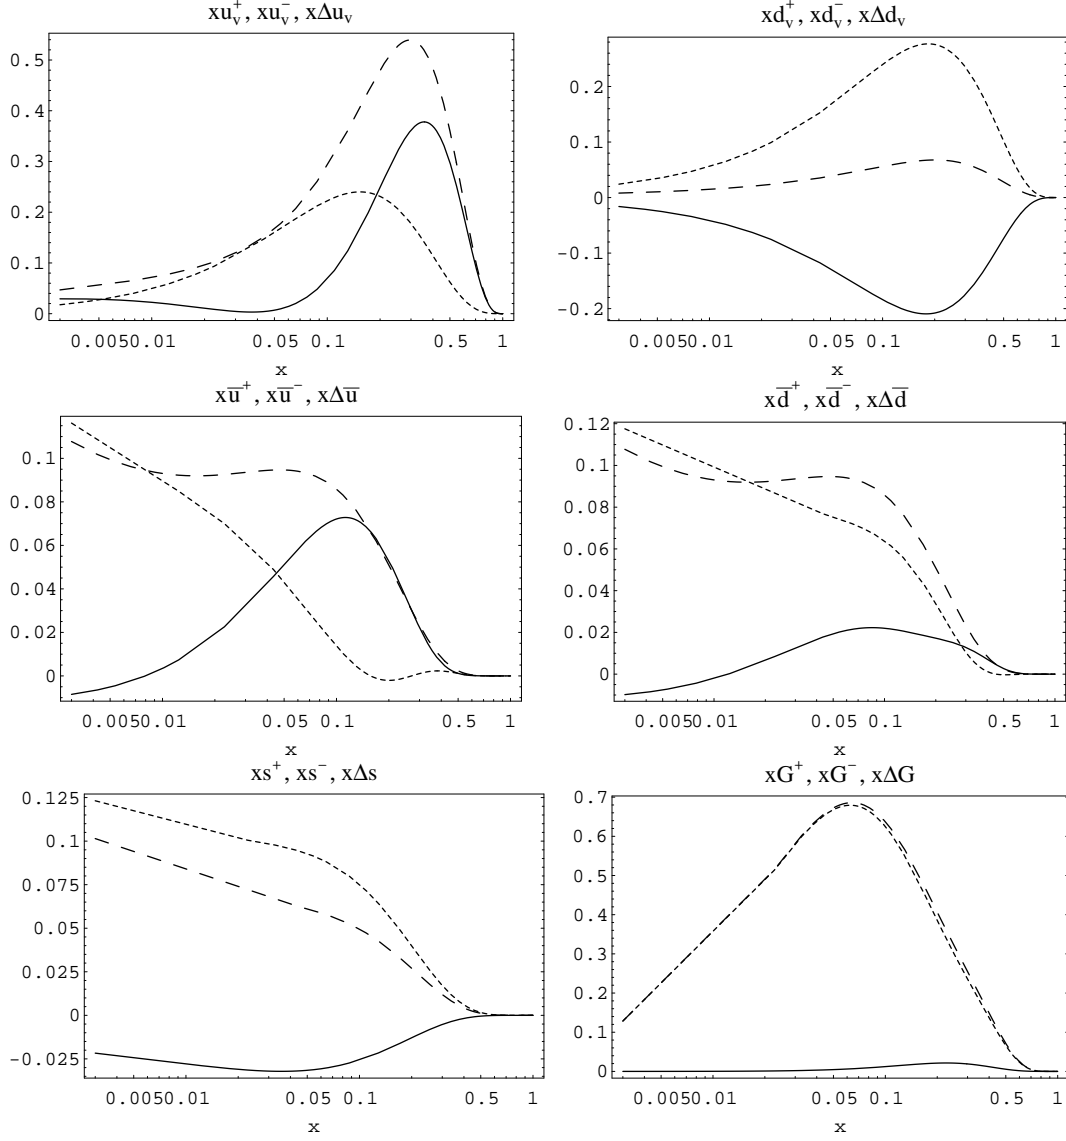 xu_v^+, xu_v^-, xΔu_v
0.5
0.4
0.3
0.2
0.1
0
0.0050.01 0.05 0.1 0.5 1
x
xd_v^+, xd_v^-, xΔd_v
0.2
0.1
0
-0.1
-0.2
0.0050.01 0.05 0.1 0.5 1
x
xu̅^+, xu̅^-, xΔu̅
0.1
0.08
0.06
0.04
0.02
0
0.0050.01 0.05 0.1 0.5 1
x
xd̅^+, xd̅^-, xΔd̅
0.12
0.1
0.08
0.06
0.04
0.02
0
0.0050.01 0.05 0.1 0.5 1
x
xs^+, xs^-, xΔs
0.125
0.1
0.075
0.05
0.025
0
-0.025
0.0050.01 0.05 0.1 0.5 1
x
xG^+, xG^-, xΔG
0.7
0.6
0.5
0.4
0.3
0.2
0.1
0
0.0050.01 0.05 0.1 0.5 1
x